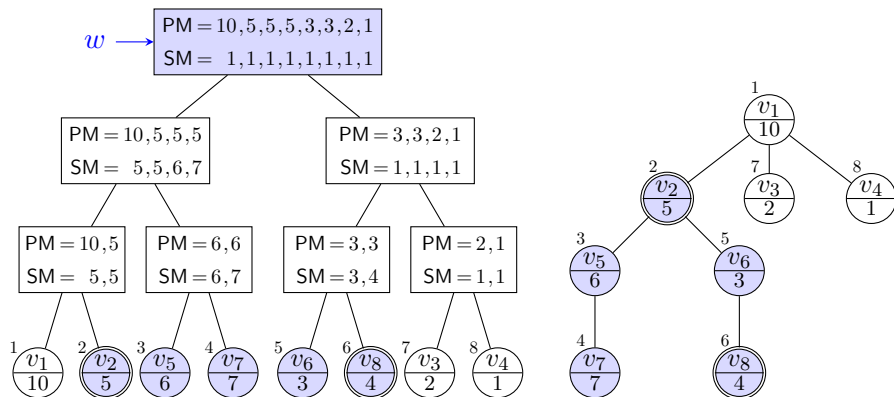 w
PM = 10,5,5,5,3,3,2,1
SM = 1,1,1,1,1,1,1,1
PM = 10,5,5,5
SM = 5,5,6,7
PM = 3,3,2,1
SM = 1,1,1,1
PM = 10,5
SM = 5,5
PM = 6,6
SM = 6,7
PM = 3,3
SM = 3,4
PM = 2,1
SM = 1,1
1
v₁
10
2
v₂
5
3
v₅
6
4
v₇
7
5
v₆
3
6
v₈
4
7
v₃
2
8
v₄
1
1
v₁
10
2
v₂
5
7
v₃
2
8
v₄
1
3
v₅
6
5
v₆
3
4
v₇
7
6
v₈
4